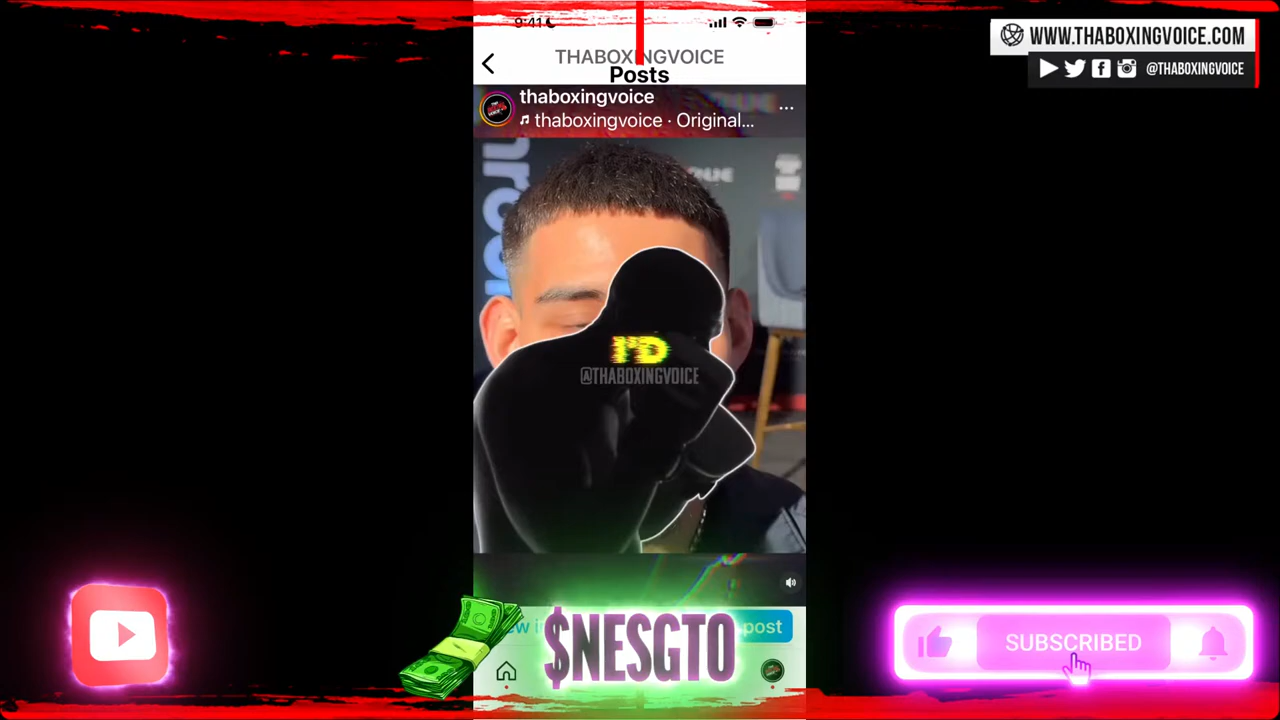 9:41
WWW.THABOXINGVOICE.COM
@THABOXINGVOICE
THABOXINGVOICE
Posts
thaboxingvoice
thaboxingvoice · Original...
I'D
@THABOXINGVOICE
post
$NESGTO
SUBSCRIBED